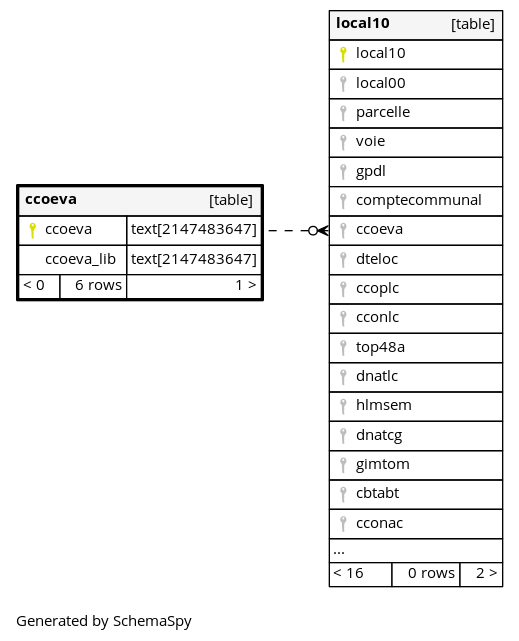 ccoeva [table]
ccoeva text[2147483647]
ccoeva_lib text[2147483647]
< 0 6 rows 1 >
local10 [table]
local10
local00
parcelle
voie
gpdl
comptecommunal
ccoeva
dteloc
ccoplc
cconlc
top48a
dnatlc
hlmsem
dnatcg
gimtom
cbtabt
cconac
...
< 16 0 rows 2 >
Generated by SchemaSpy